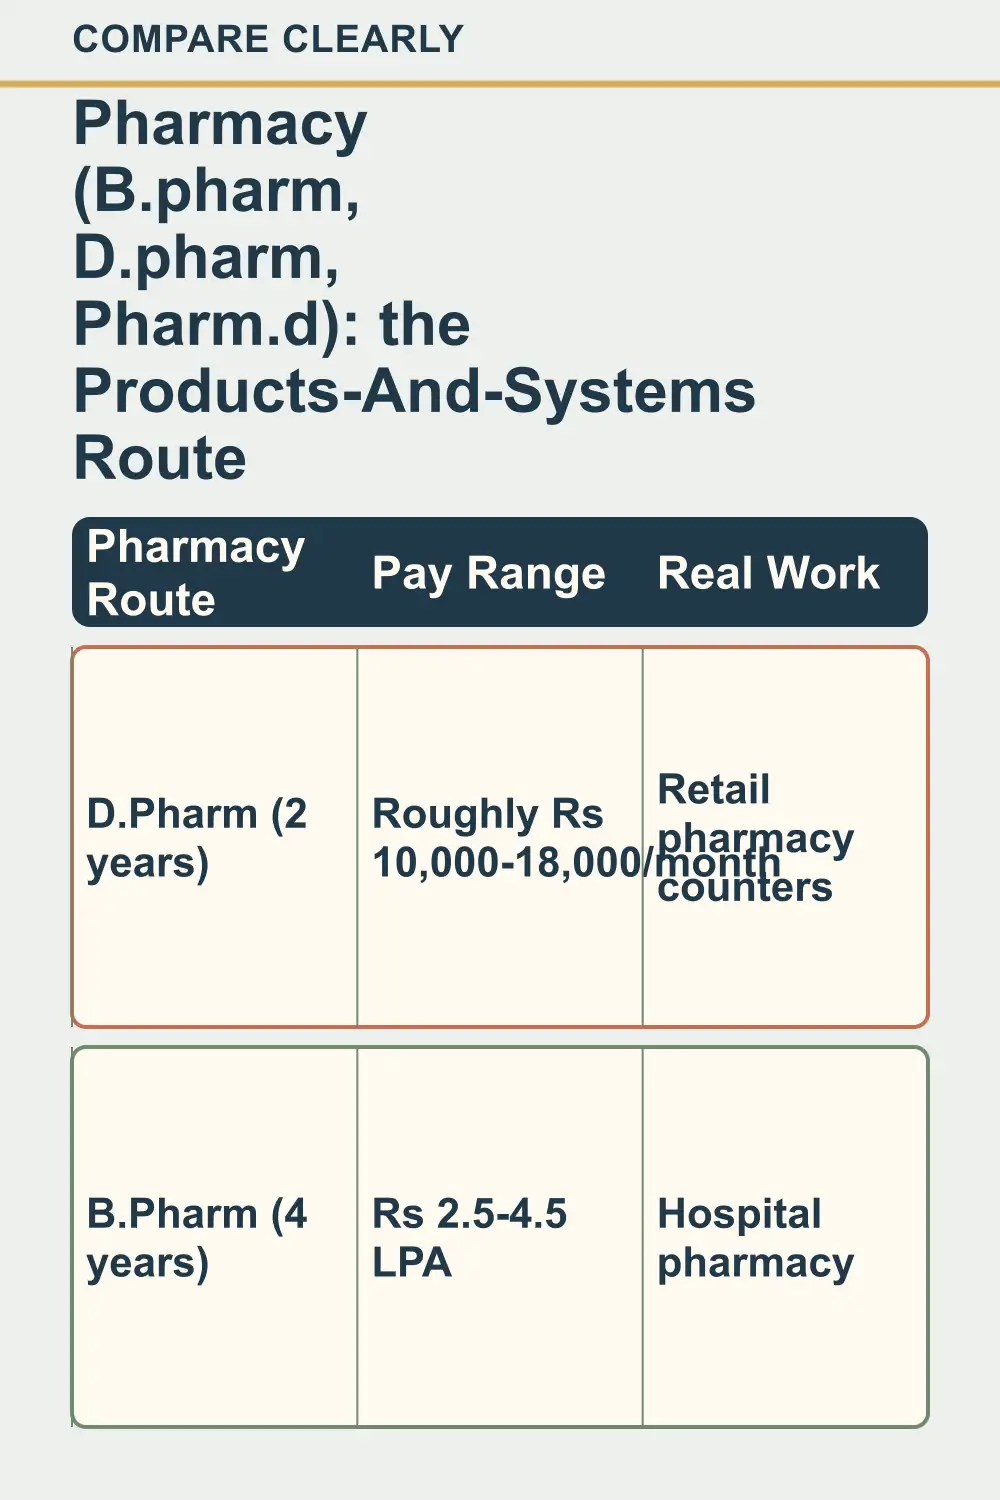 COMPARE CLEARLY
Pharmacy
(B.pharm,
D.pharm,
Pharm.d): the
Products-And-Systems
Route
Pharmacy
Route
Pay Range
Real Work
D.Pharm (2
years)
Roughly Rs
10,000-18,000/month
Retail
pharmacy
counters
B.Pharm (4
years)
Rs 2.5-4.5
LPA
Hospital
pharmacy